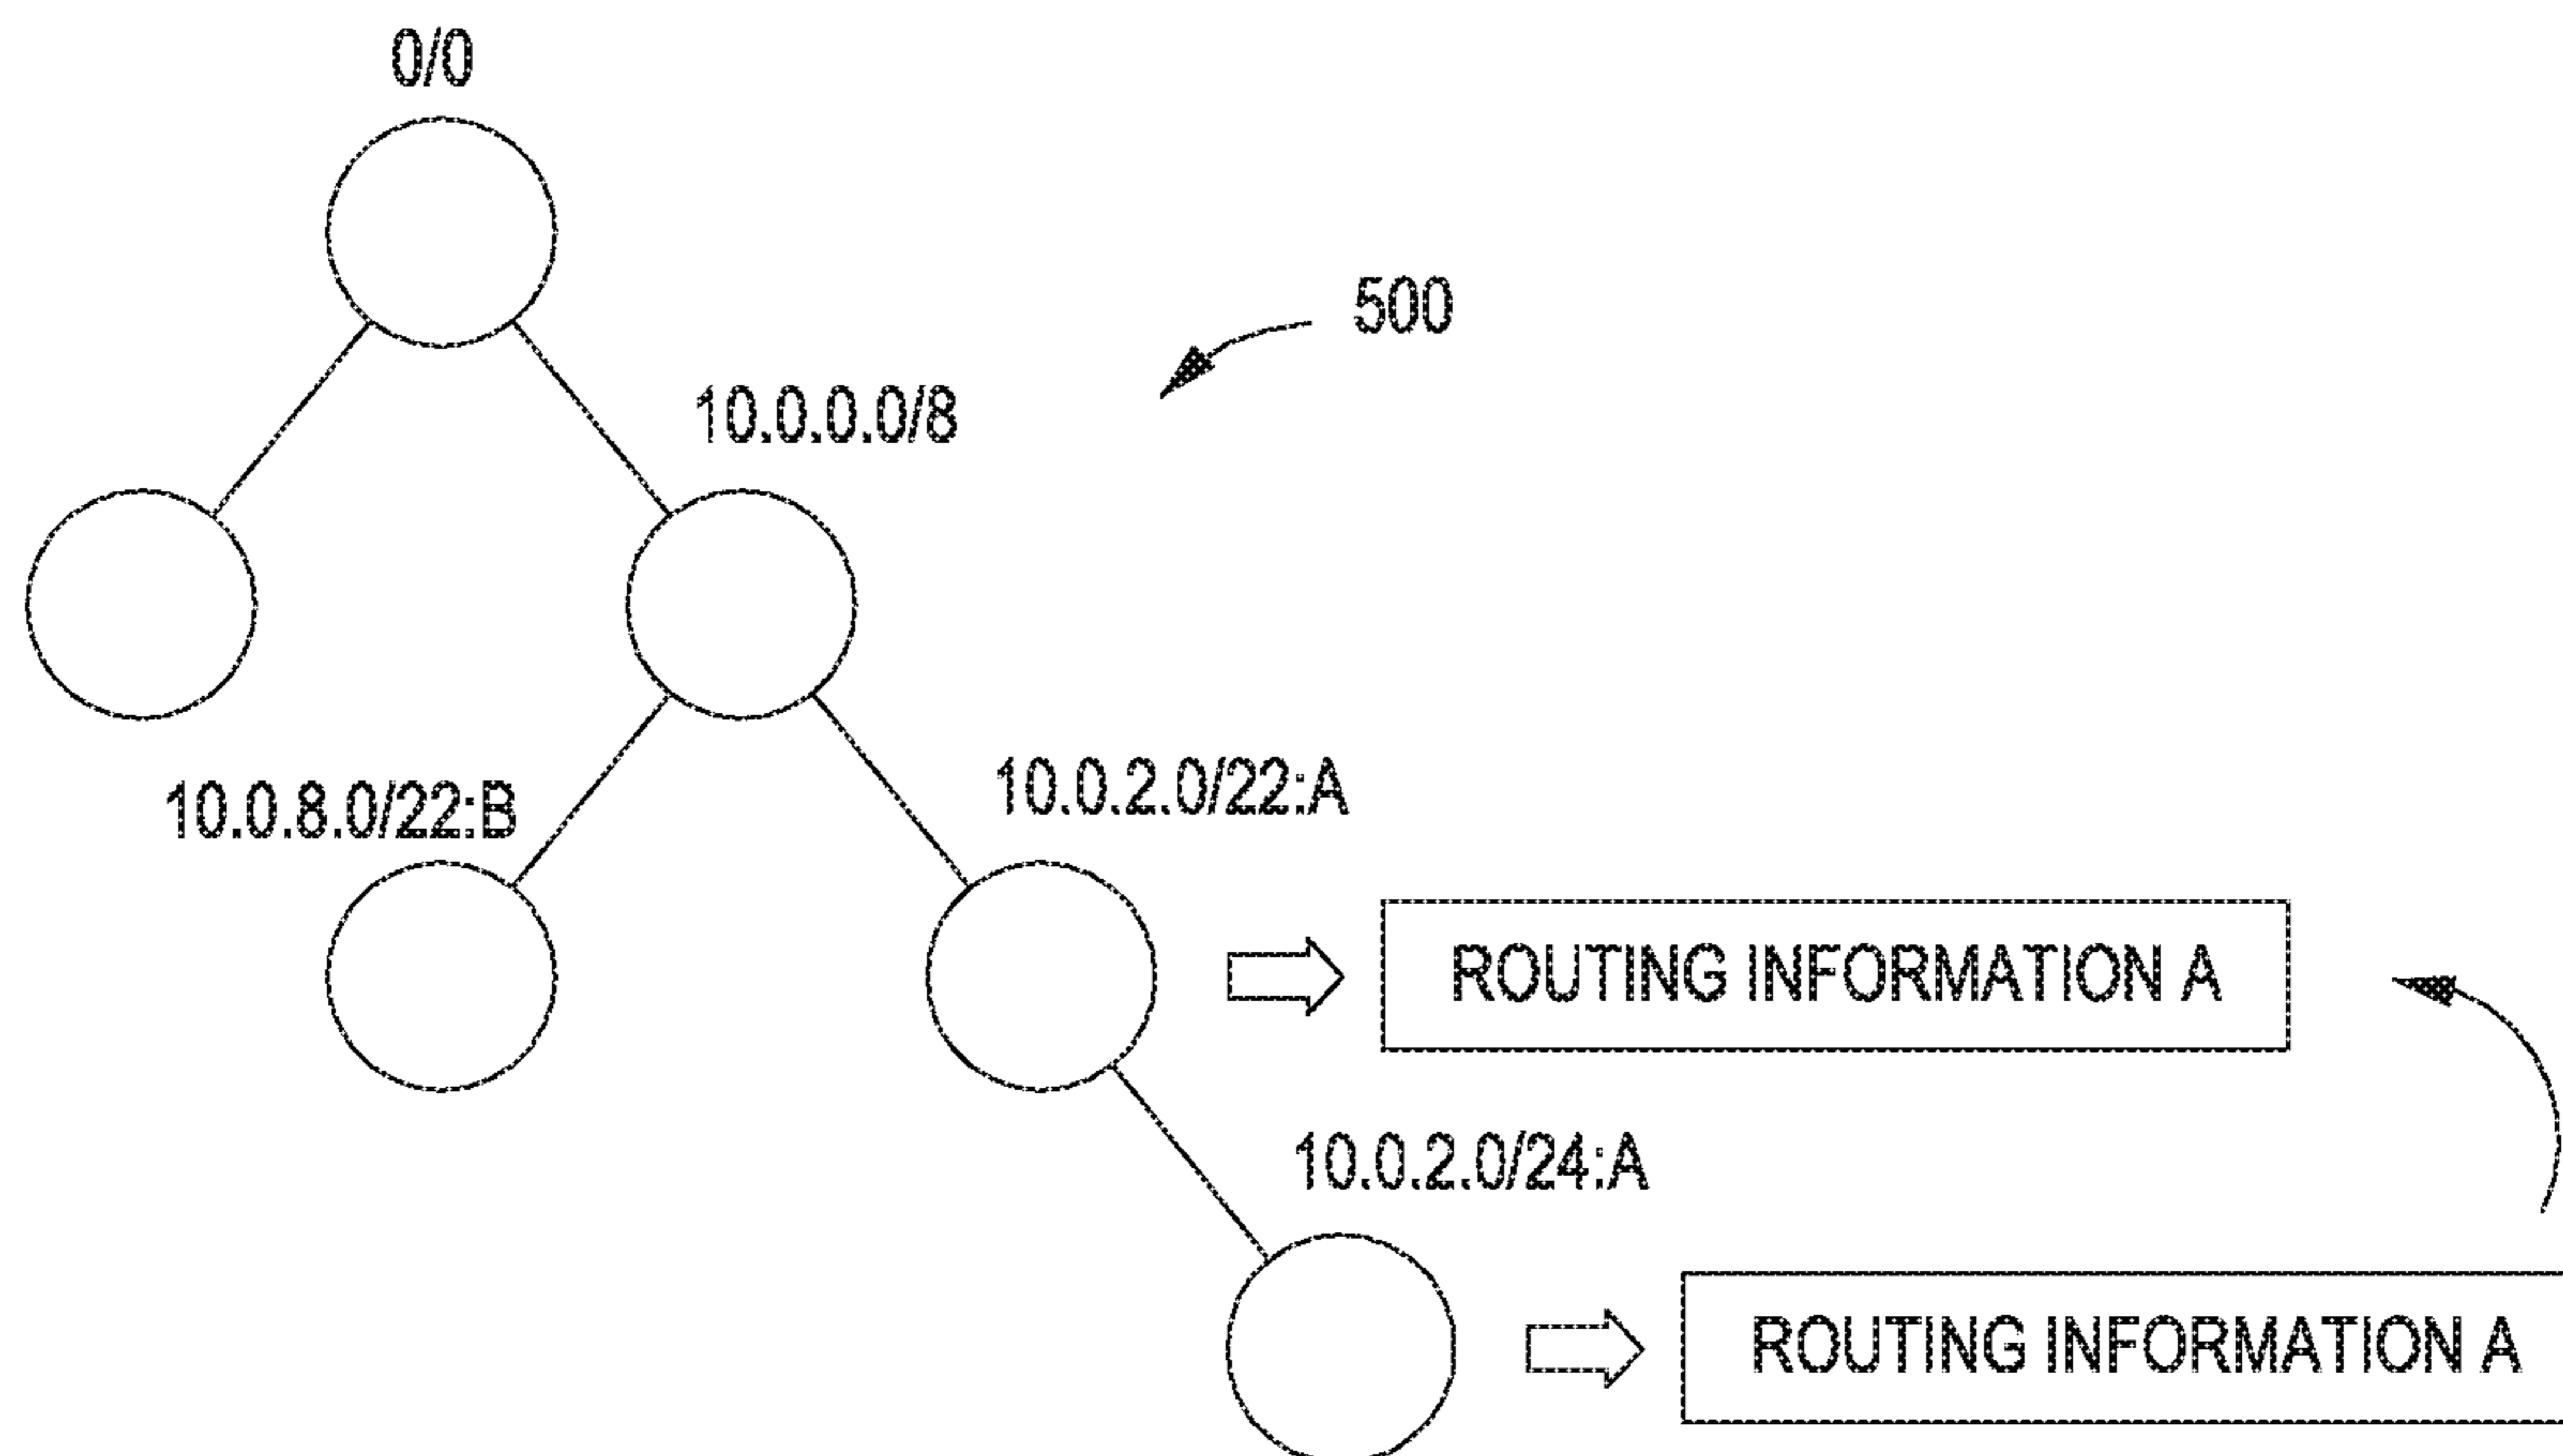 0/0
500
10.0.0.0/8
10.0.8.0/22:B
10.0.2.0/22:A
ROUTING INFORMATION A
10.0.2.0/24:A
ROUTING INFORMATION A